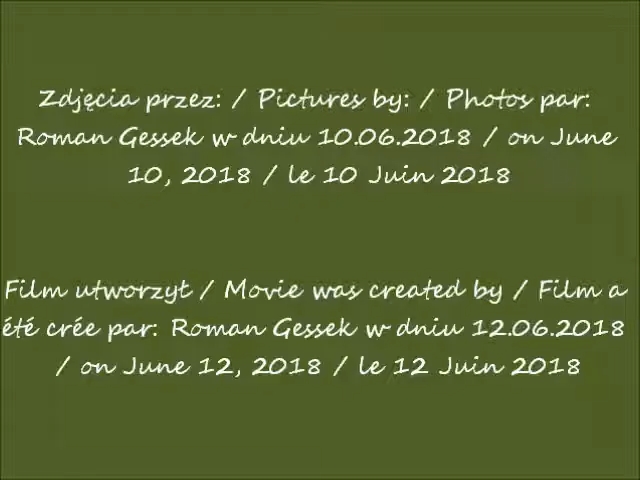 Zdjęcia przez: / Pictures by: / Photos par:
Roman Gessek w dniu 10.06.2018 / on June
10, 2018 / le 10 Juin 2018
Film utworzył / Movie was created by / Film a
été crée par: Roman Gessek w dniu 12.06.2018
/ on June 12, 2018 / le 12 Juin 2018